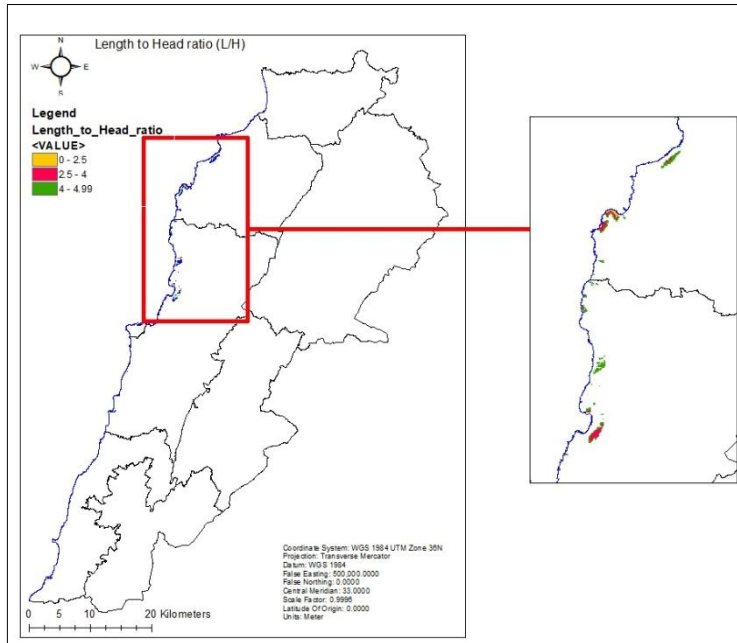 Length to Head ratio (L/H)
N
W E
S
Legend
Length_to_Head_ratio
<VALUE>
0 - 2.5
2.5 - 4
4 - 4.99
Coordinate System: WGS 1984 UTM Zone 36N
Projection: Transverse Mercator
Datum: WGS 1984
False Easting: 500,000.0000
False Northing: 0.0000
Central Meridian: 33.0000
Scale Factor: 0.9996
Latitude Of Origin: 0.0000
Units: Meter
0 5 10 20 Kilometers